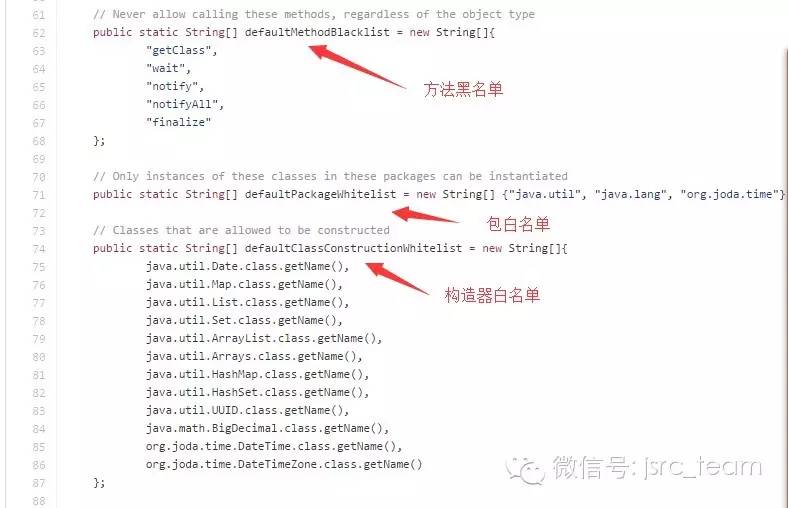 61 // Never allow calling these methods, regardless of the object type
62 public static String[] defaultMethodBlacklist = new String[]{
63 "getClass",
64 "wait",
65 "notify",
66 "notifyAll",
方法黑名单
67 "finalize"
68 };
69
70 // Only instances of these classes in these packages can be instantiated
71 public static String[] defaultPackageWhitelist = new String[] {"java.util", "java.lang", "org.joda.time"}
72
包白名单
73 // Classes that are allowed to be constructed
74 public static String[] defaultClassConstructionWhitelist = new String[]{
75 java.util.Date.class.getName(),
76 java.util.Map.class.getName(),
构造器白名单
77 java.util.List.class.getName(),
78 java.util.Set.class.getName(),
79 java.util.ArrayList.class.getName(),
80 java.util.Arrays.class.getName(),
81 java.util.HashMap.class.getName(),
82 java.util.HashSet.class.getName(),
83 java.util.UUID.class.getName(),
84 java.math.BigDecimal.class.getName(),
85 org.joda.time.DateTime.class.getName(),
86 org.joda.time.DateTimeZone.class.getName()
微信号: jsrc_team
87 };
88